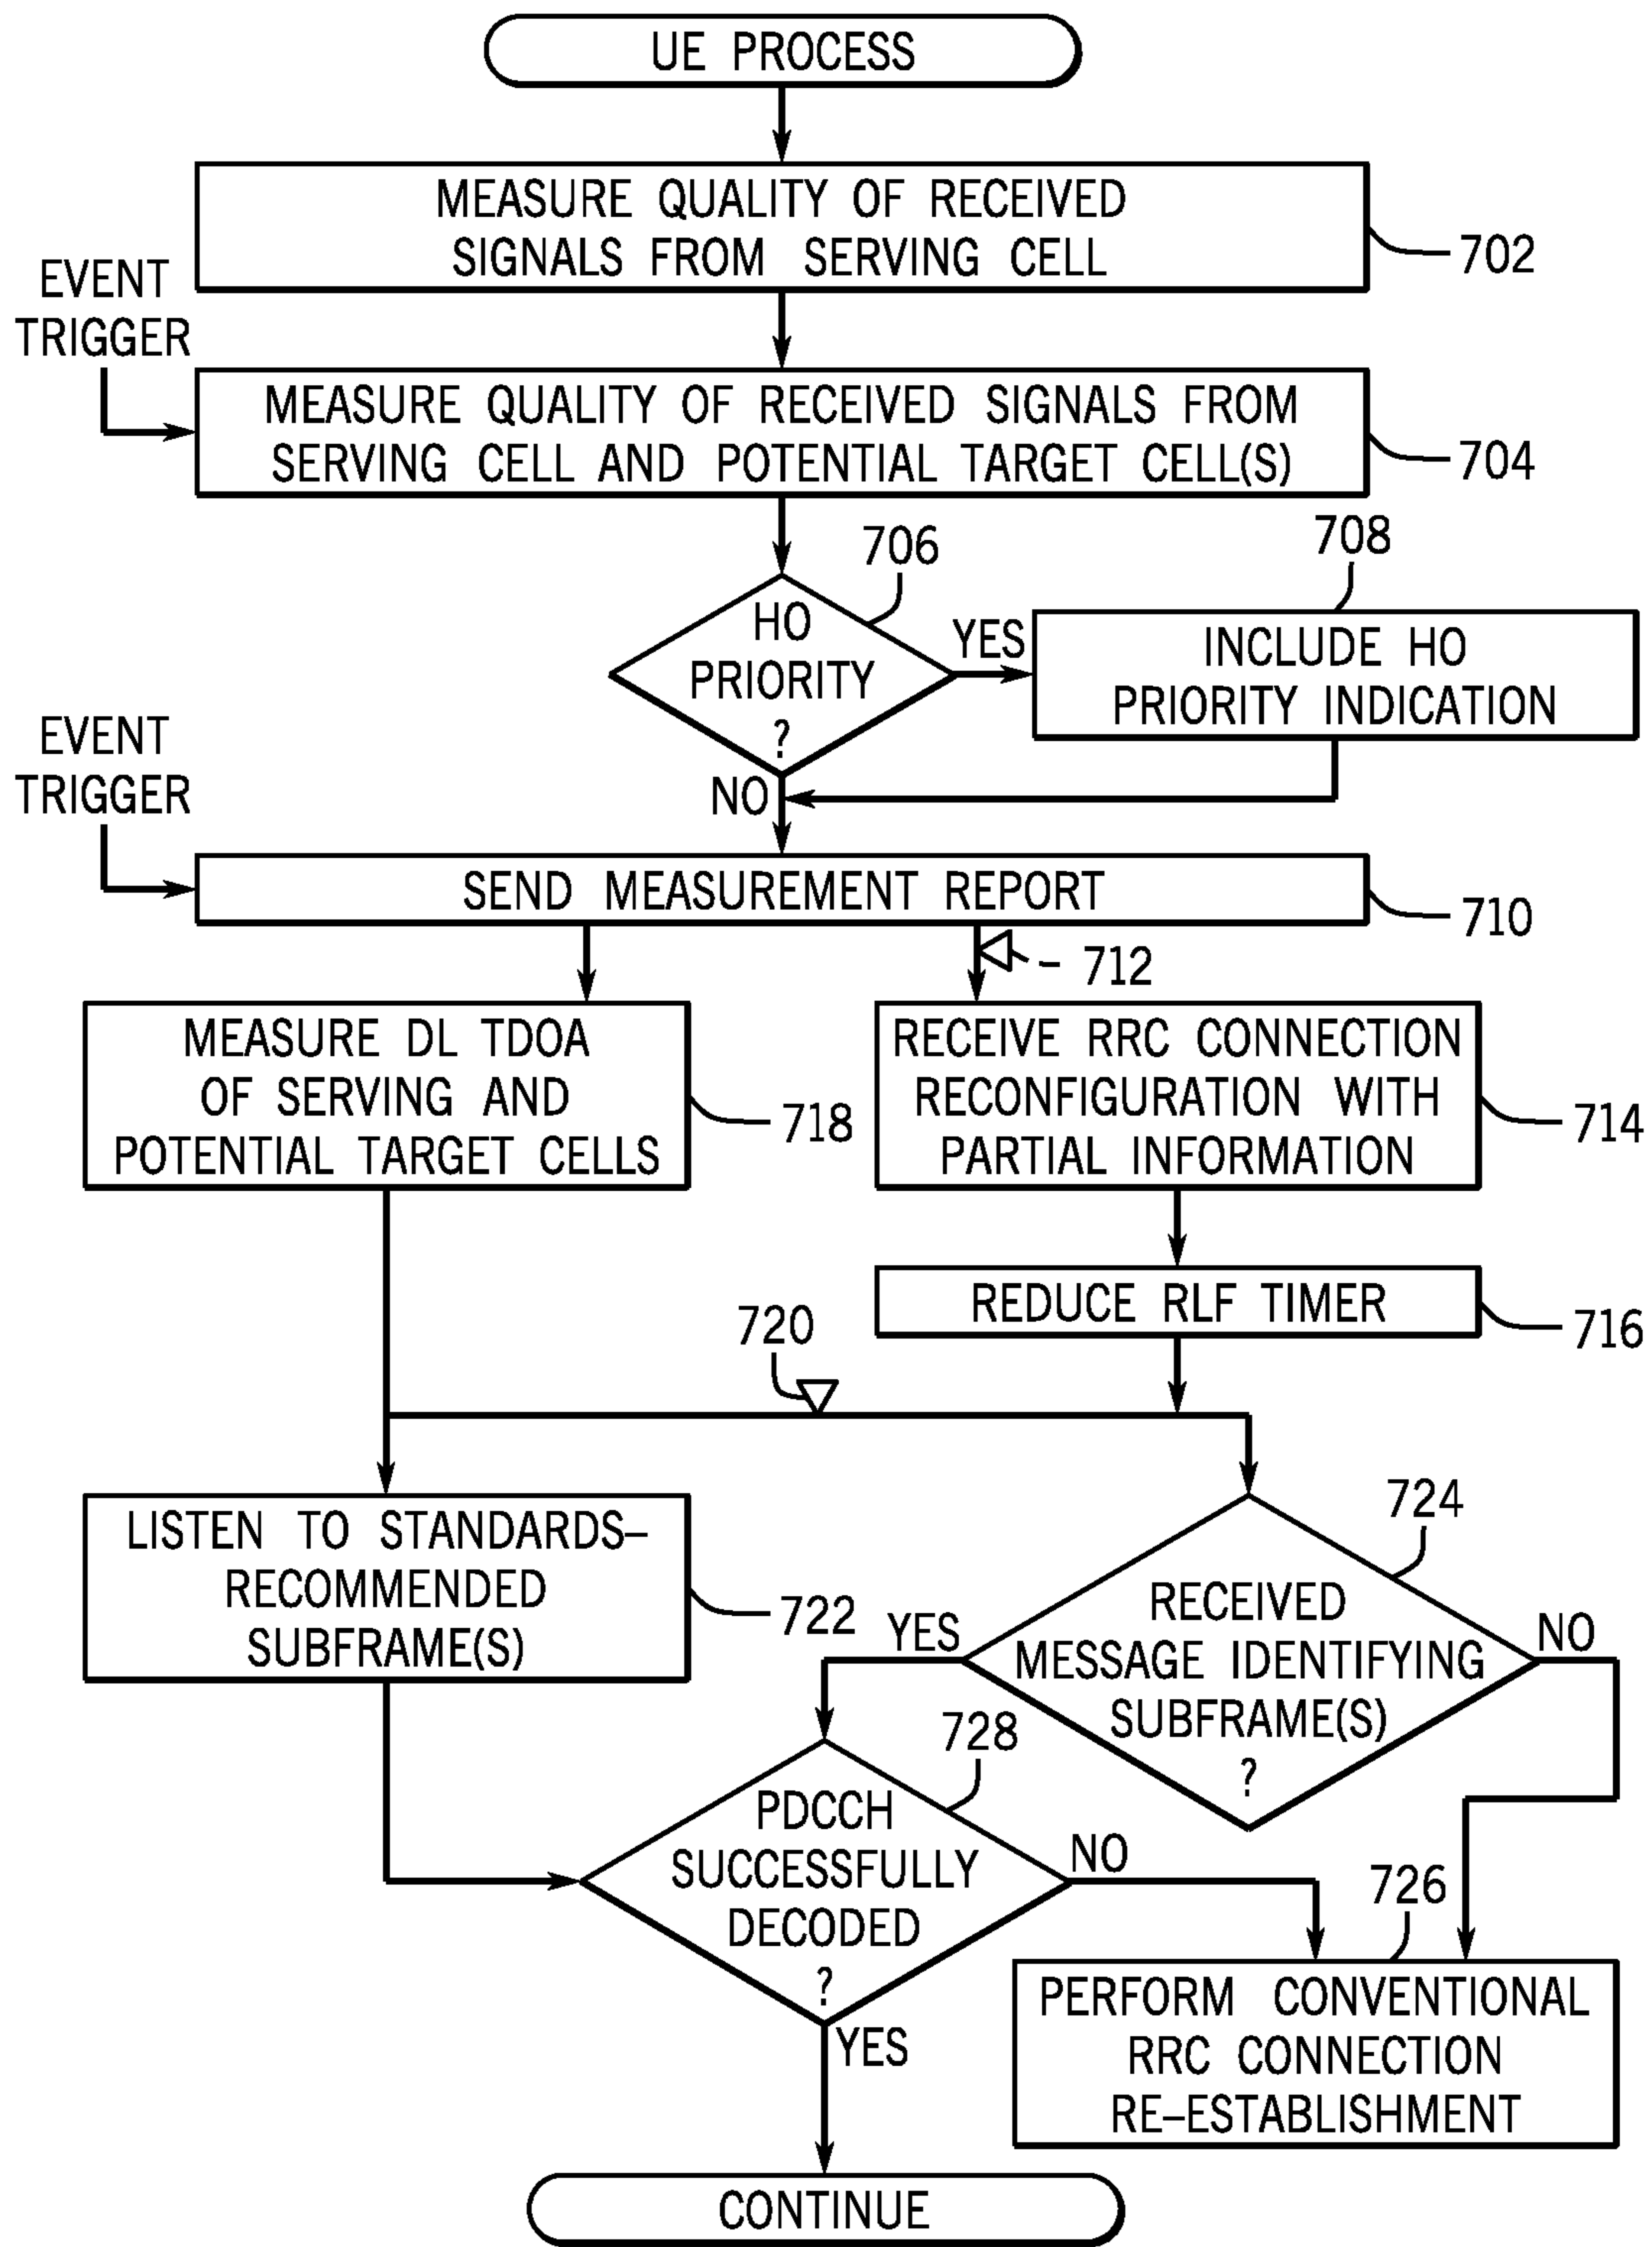 UE PROCESS
MEASURE QUALITY OF RECEIVED
SIGNALS FROM SERVING CELL
702
EVENT
TRIGGER
MEASURE QUALITY OF RECEIVED SIGNALS FROM
SERVING CELL AND POTENTIAL TARGET CELL(S)
704
706
HO
PRIORITY
?
YES
708
INCLUDE HO
PRIORITY INDICATION
NO
EVENT
TRIGGER
SEND MEASUREMENT REPORT
710
712
MEASURE DL TDOA
OF SERVING AND
POTENTIAL TARGET CELLS
718
RECEIVE RRC CONNECTION
RECONFIGURATION WITH
PARTIAL INFORMATION
714
REDUCE RLF TIMER
716
720
LISTEN TO STANDARDS–
RECOMMENDED
SUBFRAME(S)
722
724
RECEIVED
MESSAGE IDENTIFYING
SUBFRAME(S)
?
YES
NO
728
PDCCH
SUCCESSFULLY
DECODED
?
NO
YES
726
PERFORM CONVENTIONAL
RRC CONNECTION
RE–ESTABLISHMENT
CONTINUE